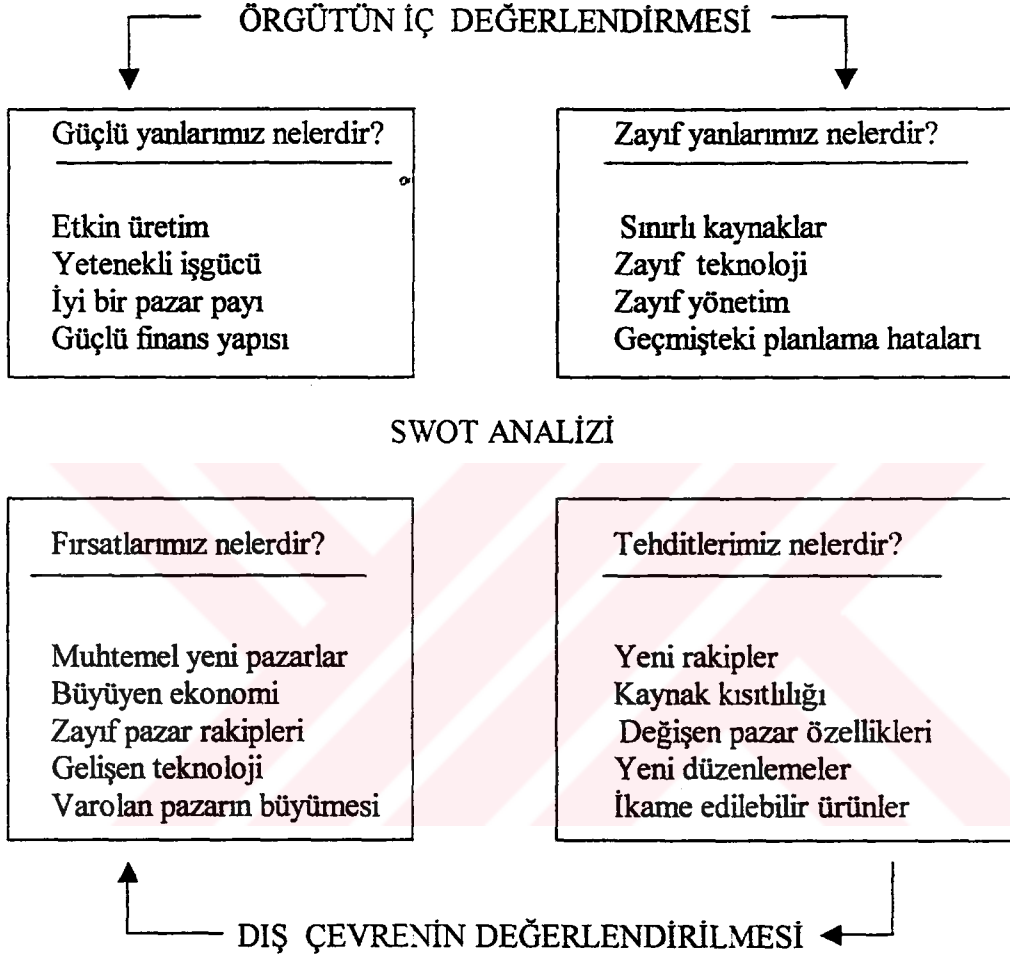 ÖRGÜTÜN İÇ DEĞERLENDİRMESİ
Güçlü yanlarımız nelerdir?
Etkin üretim
Yetenekli işgücü
İyi bir pazar payı
Güçlü finans yapısı
Zayıf yanlarımız nelerdir?
Sınırlı kaynaklar
Zayıf teknoloji
Zayıf yönetim
Geçmişteki planlama hataları
SWOT ANALİZİ
Fırsatlarımız nelerdir?
Muhtemel yeni pazarlar
Büyüyen ekonomi
Zayıf pazar rakipleri
Gelişen teknoloji
Varolan pazarın büyümesi
Tehditlerimiz nelerdir?
Yeni rakipler
Kaynak kısıtlılığı
Değişen pazar özellikleri
Yeni düzenlemeler
İkame edilebilir ürünler
DIŞ ÇEVRENİN DEĞERLENDİRİLMESİ